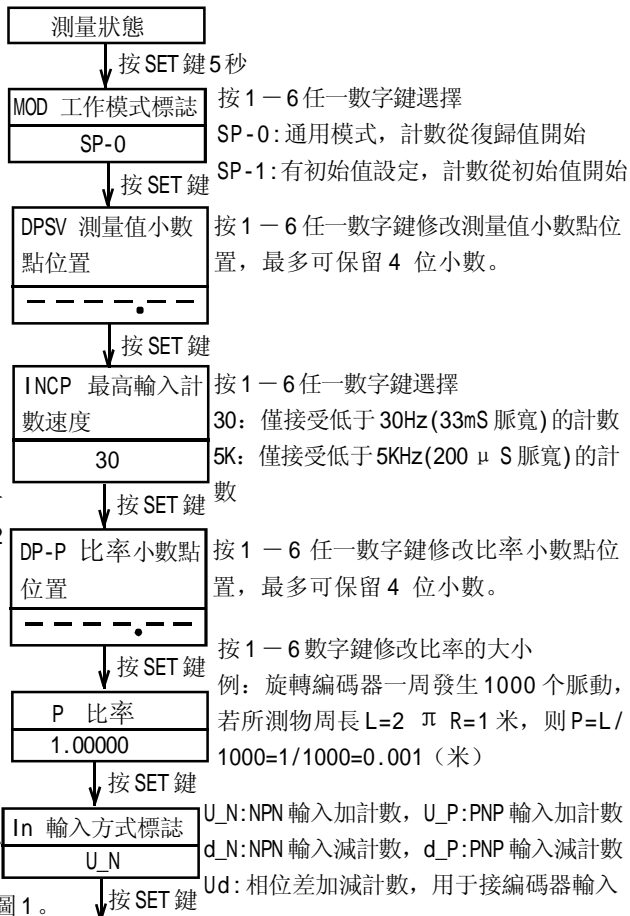 測量狀態
按SET鍵5秒
MOD 工作模式標誌
SP-0
按1－6任一數字鍵選擇
SP-0:通用模式，計數從復歸值開始
SP-1:有初始值設定，計數從初始值開始
按SET鍵
DPSV 測量值小數
點位置
－－－－.－
按1－6任一數字鍵修改測量值小數點位
置，最多可保留4 位小數。
按SET鍵
INCP 最高輸入計
數速度
30
按1－6任一數字鍵選擇
30：僅接受低于30Hz(33mS脈寬)的計數
5K：僅接受低于5KHz(200 μ S脈寬)的計
數
按SET鍵
2
DP-P 比率小數點
位置
－－－－－.－
按1 －6 任一數字鍵修改比率小數點位
置，最多可保留4 位小數。
按SET鍵
P 比率
1.00000
按1－6數字鍵修改比率的大小
例：旋轉編碼器一周發生1000个脈動，
若所測物周長L=2 π R=1米，则P=L/
1000=1/1000=0.001（米）
按SET鍵
In 輸入方式標誌
U_N
U_N:NPN輸入加計數，U_P:PNP輸入加計數
d_N:NPN輸入減計數，d_P:PNP輸入減計數
Ud:相位差加減計數，用于接編碼器輸入
按SET鍵
圖1。